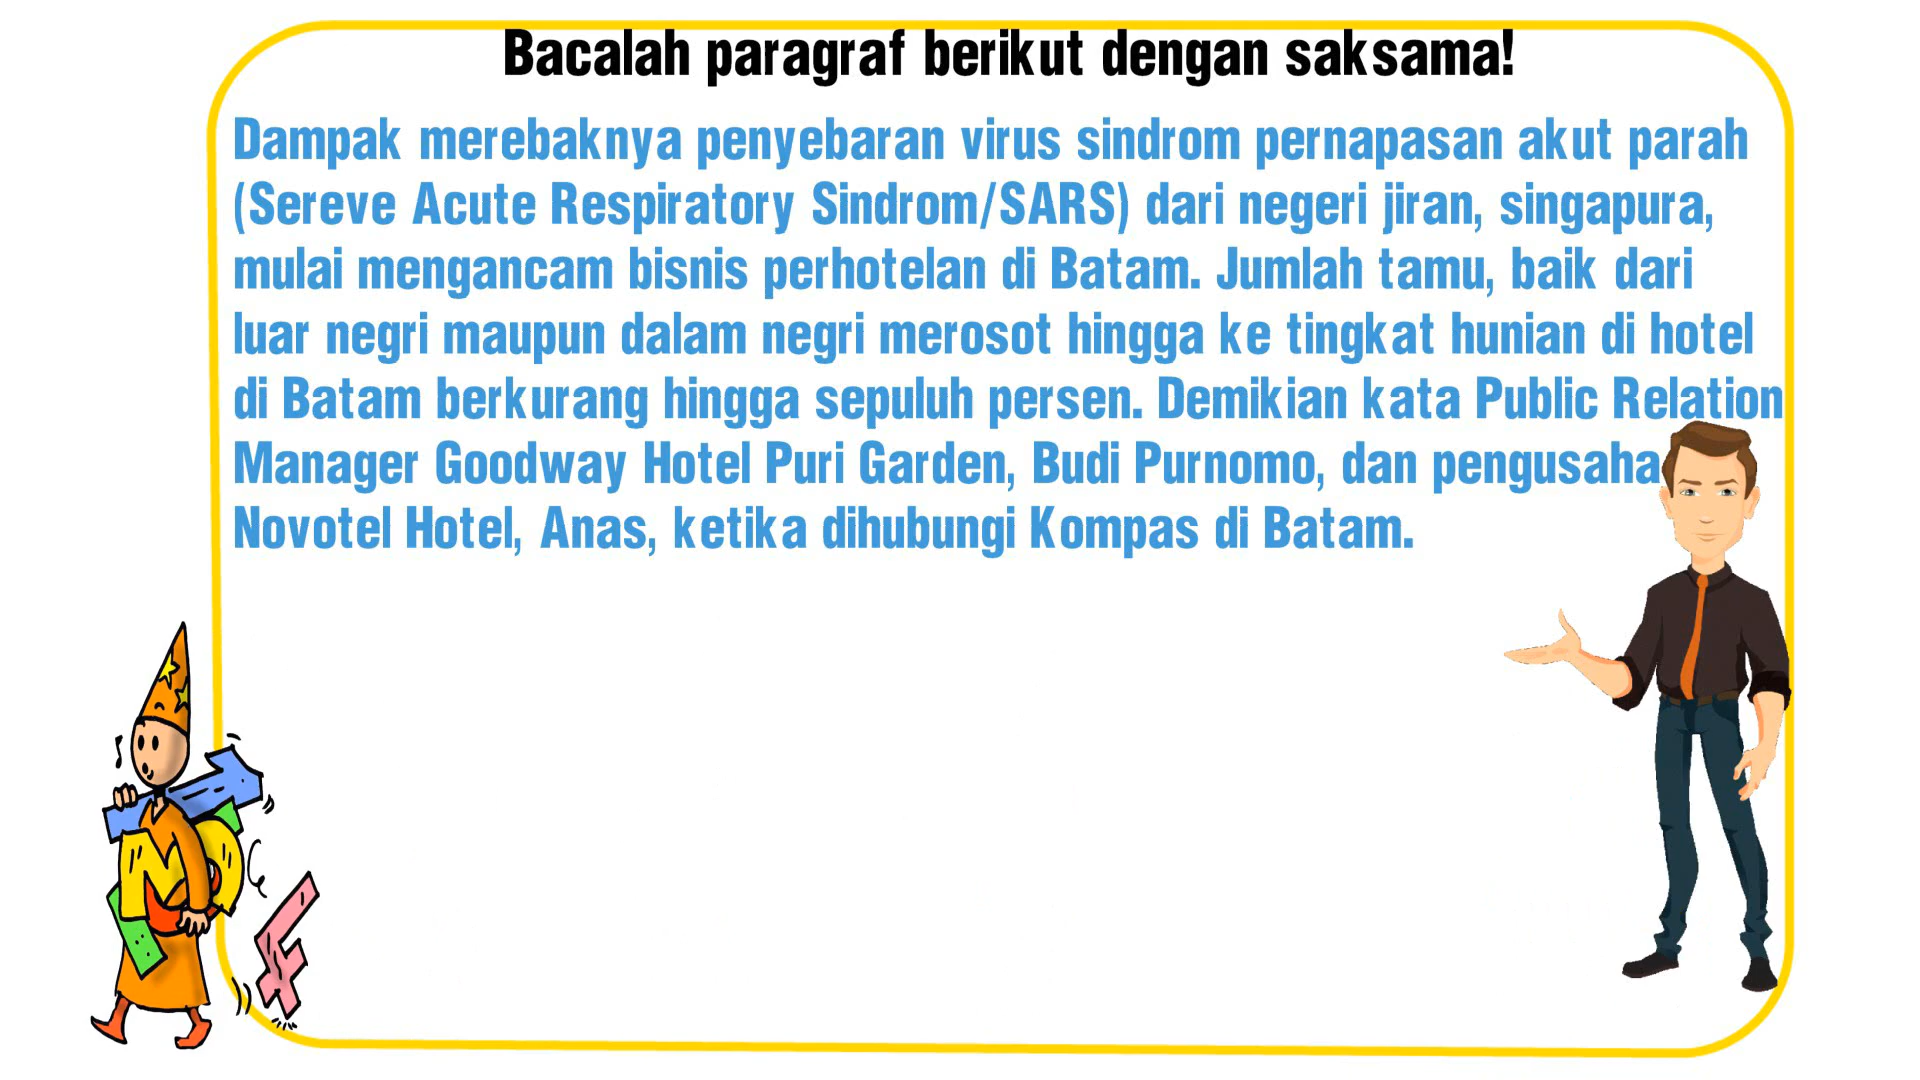 Bacalah paragraf berikut dengan saksama!
Dampak merebaknya penyebaran virus sindrom pernapasan akut parah
(Sereve Acute Respiratory Sindrom/SARS) dari negeri jiran, singapura,
mulai mengancam bisnis perhotelan di Batam. Jumlah tamu, baik dari
luar negri maupun dalam negri merosot hingga ke tingkat hunian di hotel
di Batam berkurang hingga sepuluh persen. Demikian kata Public Relation
Manager Goodway Hotel Puri Garden, Budi Purnomo, dan pengusaha
Novotel Hotel, Anas, ketika dihubungi Kompas di Batam.